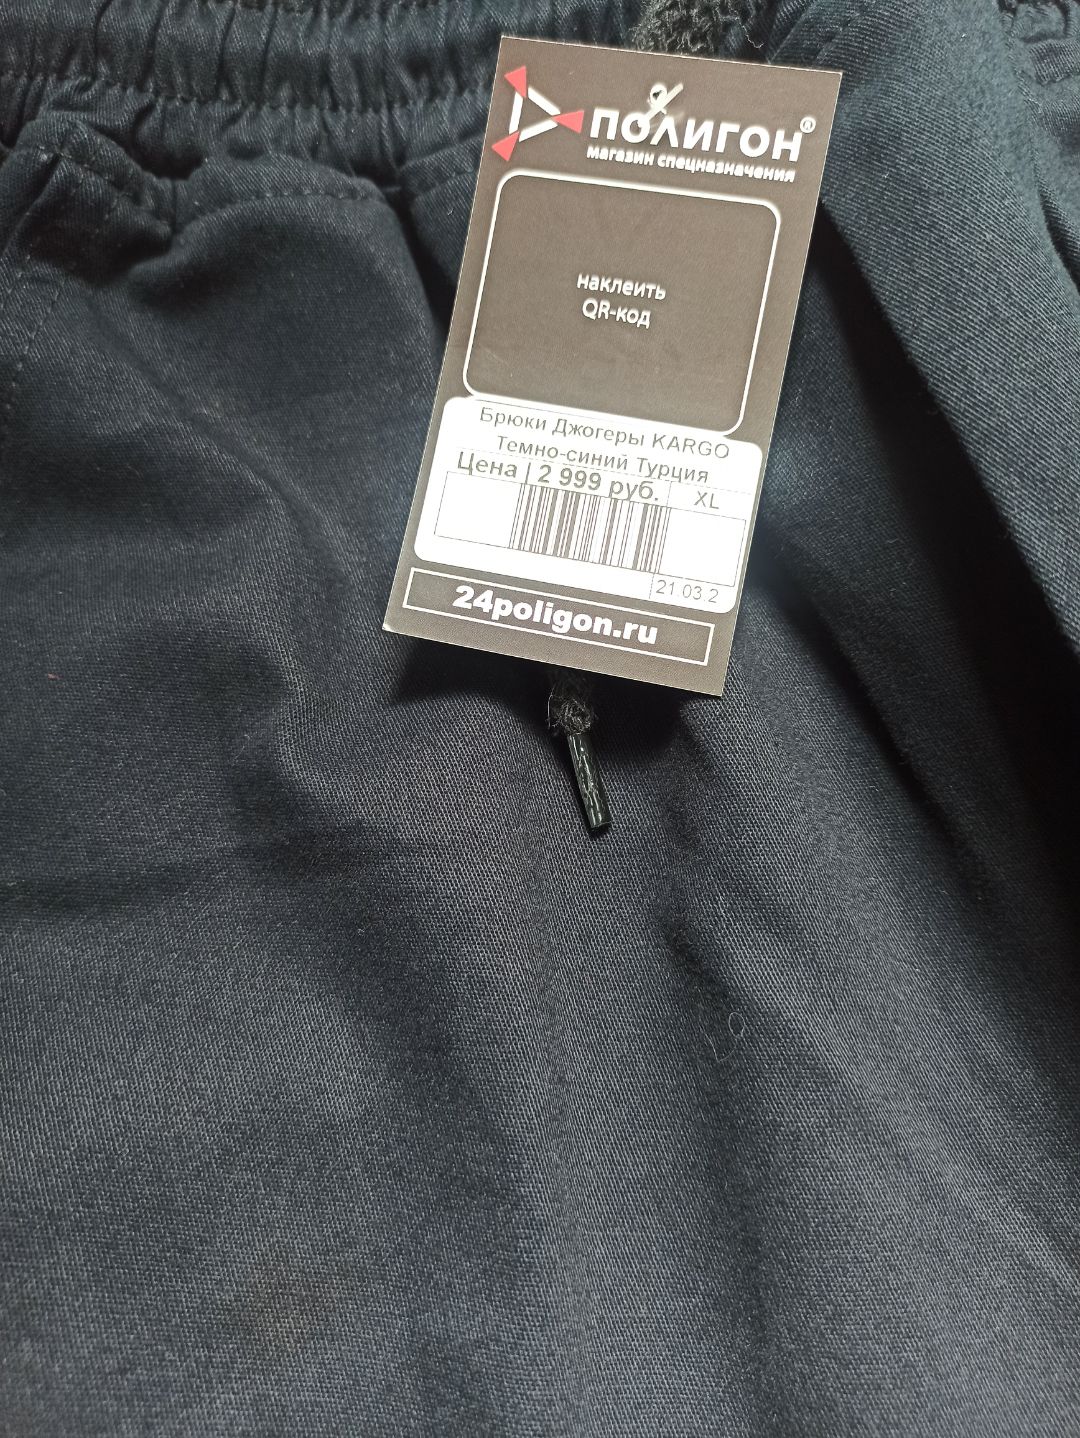 ПОЛИГОН®
магазин спецназначения
наклеить
QR-код
Брюки Джогеры KARGO
Темно-синий Турция
Цена 2 999 руб. XL
21.03.2
24poligon.ru